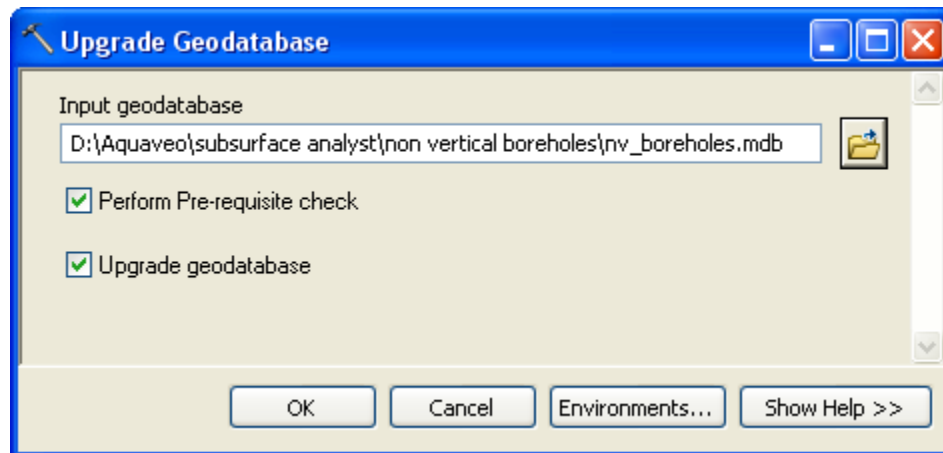 Upgrade Geodatabase
Input geodatabase
D:\Aquaveo\subsurface analyst\non vertical boreholes\nv_boreholes.mdb
Perform Pre-requisite check
Upgrade geodatabase
OK Cancel Environments... Show Help >>